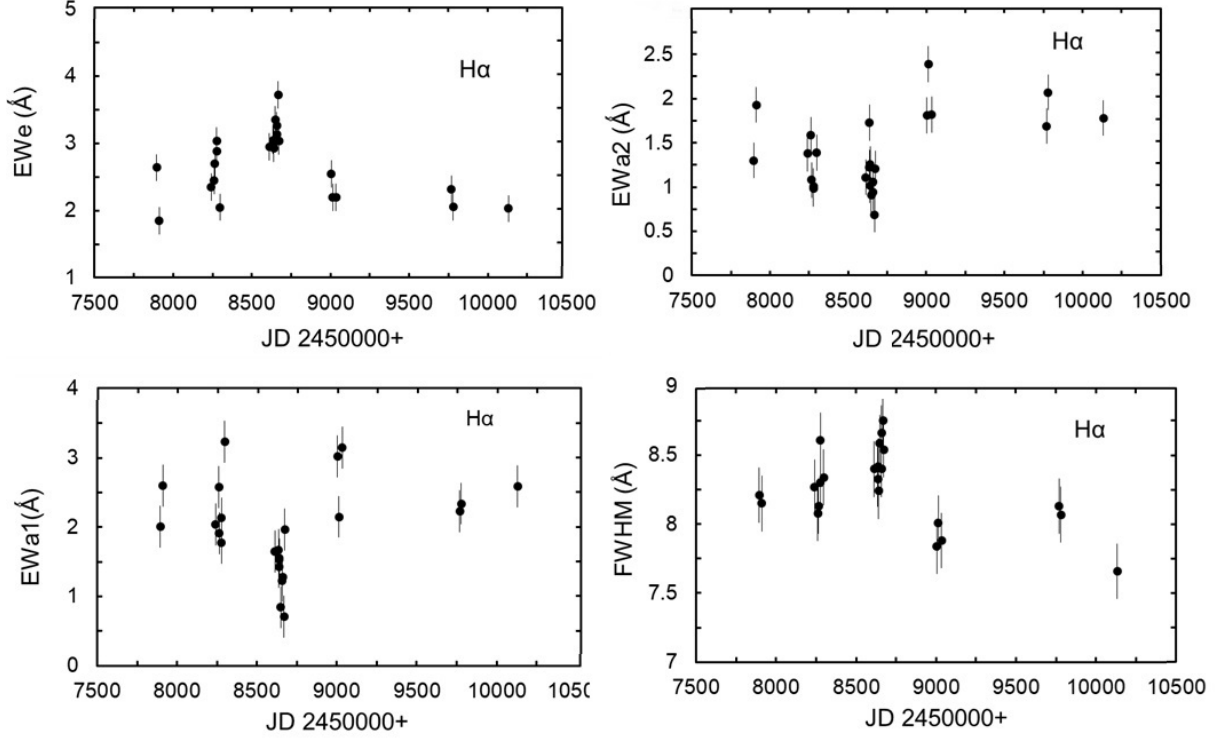 5
4
3
2
1
EWe (Å)
Hα
7500 8000 8500 9000 9500 10000 10500
JD 2450000+
2.5
2
1.5
1
0.5
0
EWa2 (Å)
Hα
7500 8000 8500 9000 9500 10000 10500
JD 2450000+
4
3
2
1
0
EWa1(Å)
Hα
7500 8000 8500 9000 9500 10000 1050
JD 2450000+
9
8.5
8
7.5
7
FWHM (Å)
Hα
7500 8000 8500 9000 9500 10000 10500
JD 2450000+